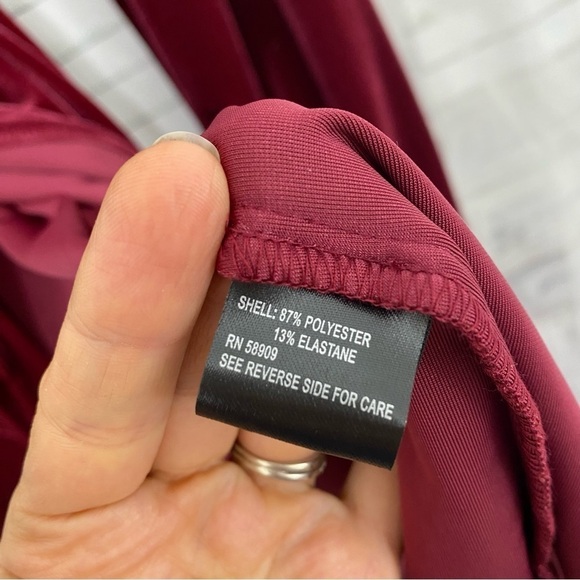 SHELL: 87% POLYESTER
13% ELASTANE
RN 58909
SEE REVERSE SIDE FOR CARE